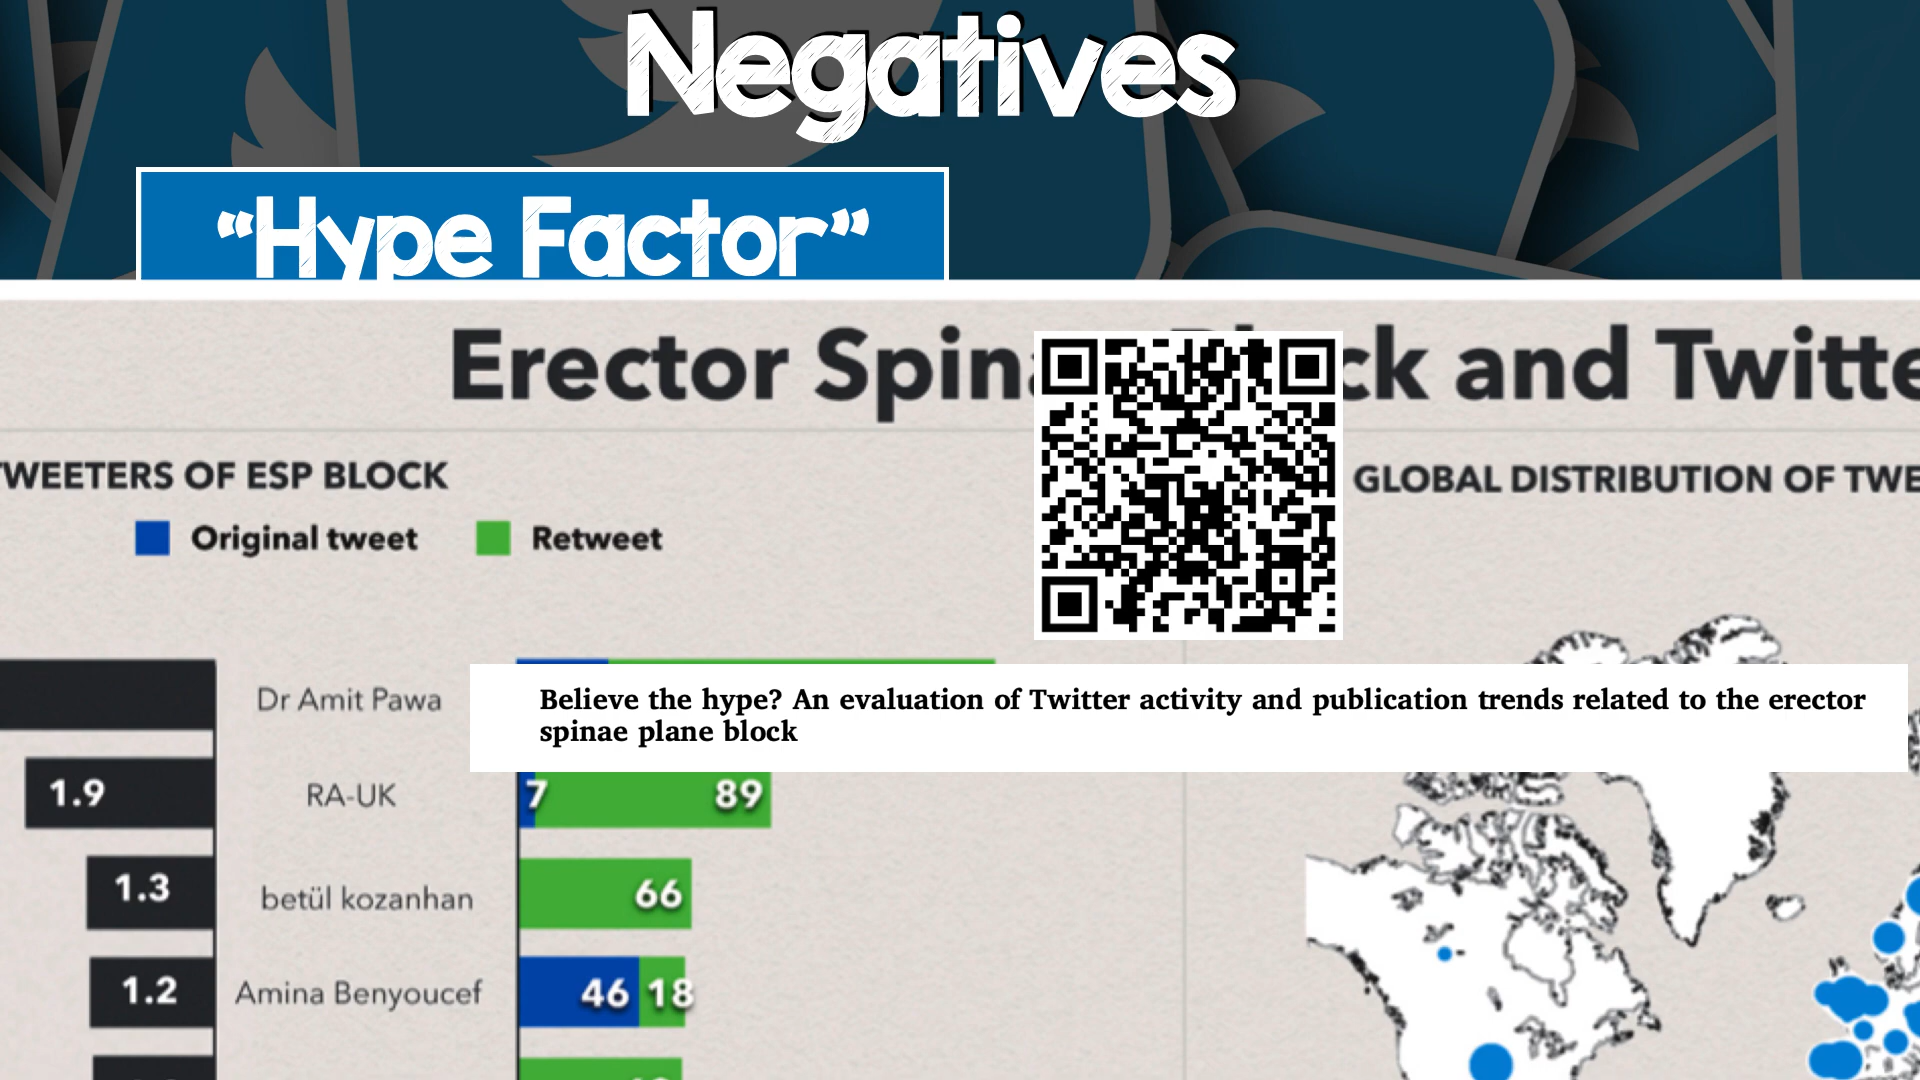 Negatives
“Hype Factor”
Erector Spin ck and Twitte
TWEETERS OF ESP BLOCK
GLOBAL DISTRIBUTION OF TWE
Original tweet Retweet
Believe the hype? An evaluation of Twitter activity and publication trends related to the erector
spinae plane block
Dr Amit Pawa
1.9 RA-UK 7 89
1.3 betül kozanhan 66
1.2 Amina Benyoucef 46 18